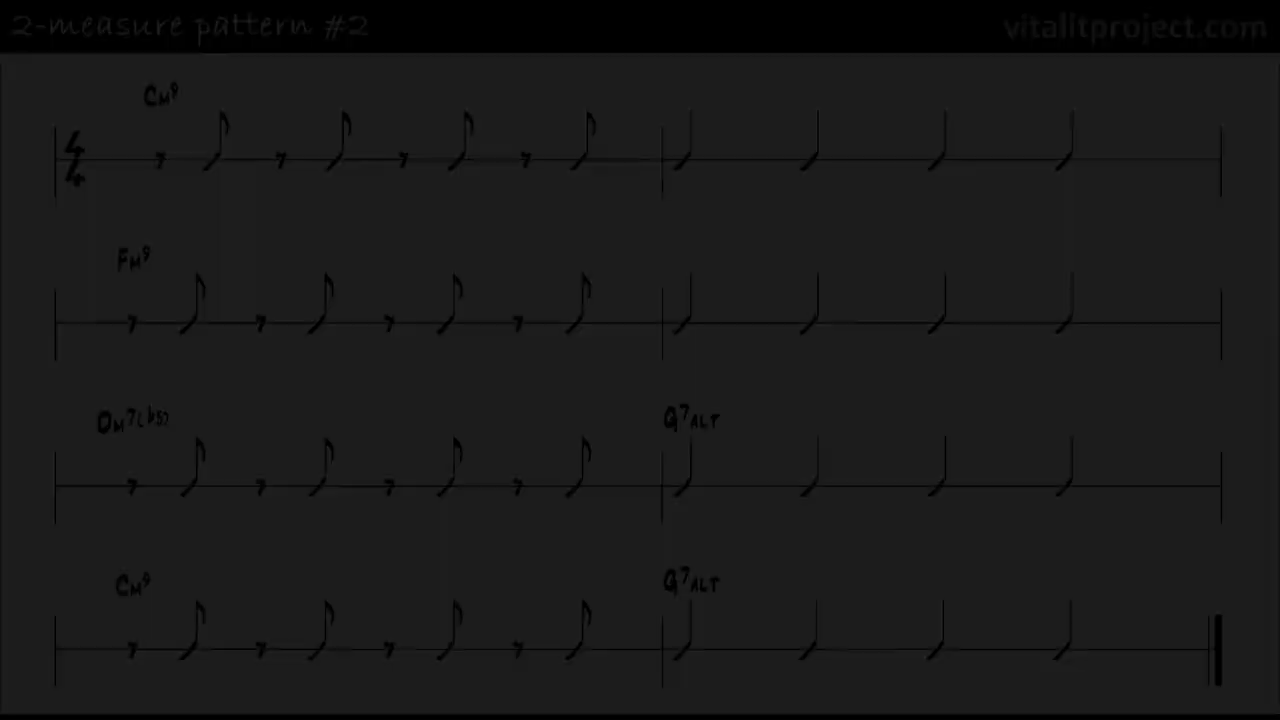 2-measure pattern #2
vitalitproject.com
CM9
4
4
FM9
DM7(b5) G7ALT
CM9 G7ALT